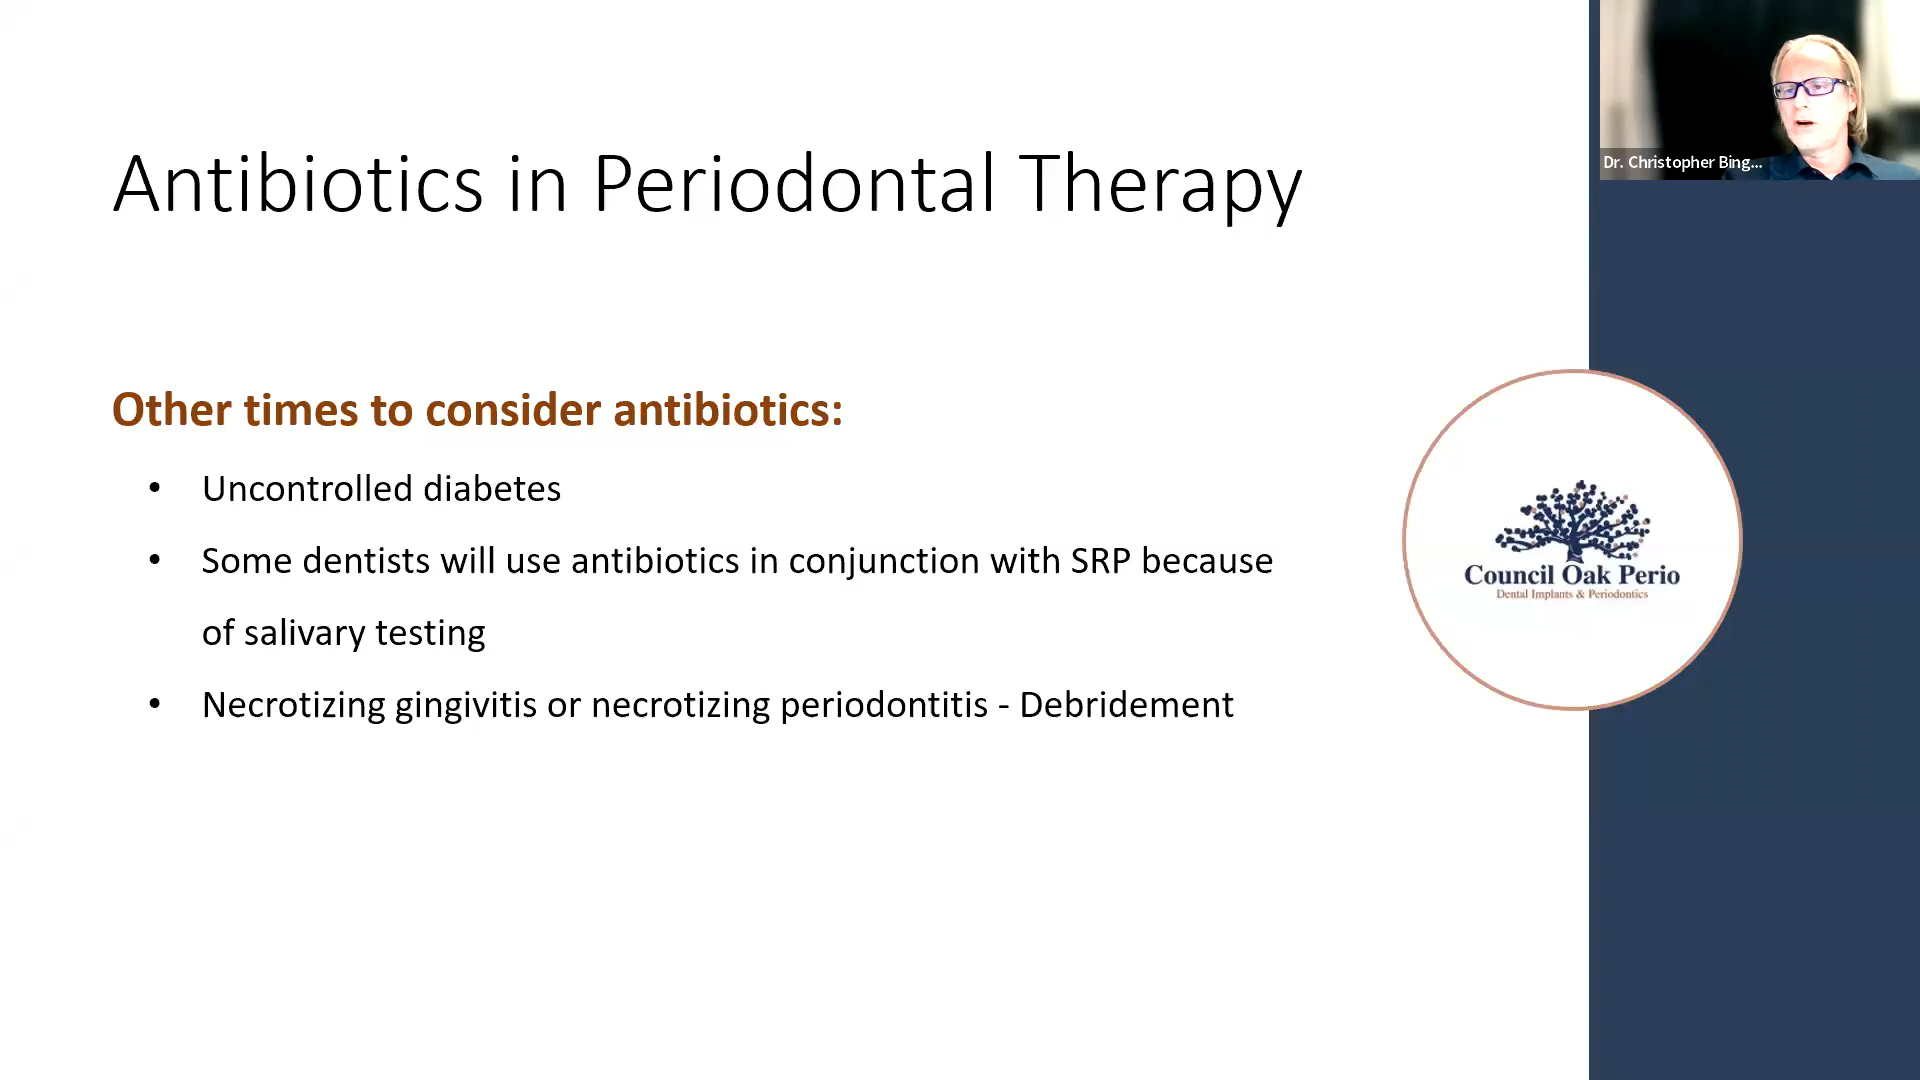 Antibiotics in Periodontal Therapy
Dr. Christopher Bing...
Other times to consider antibiotics:
• Uncontrolled diabetes
• Some dentists will use antibiotics in conjunction with SRP because
of salivary testing
• Necrotizing gingivitis or necrotizing periodontitis - Debridement
Council Oak Perio
Dental Implants & Periodontics